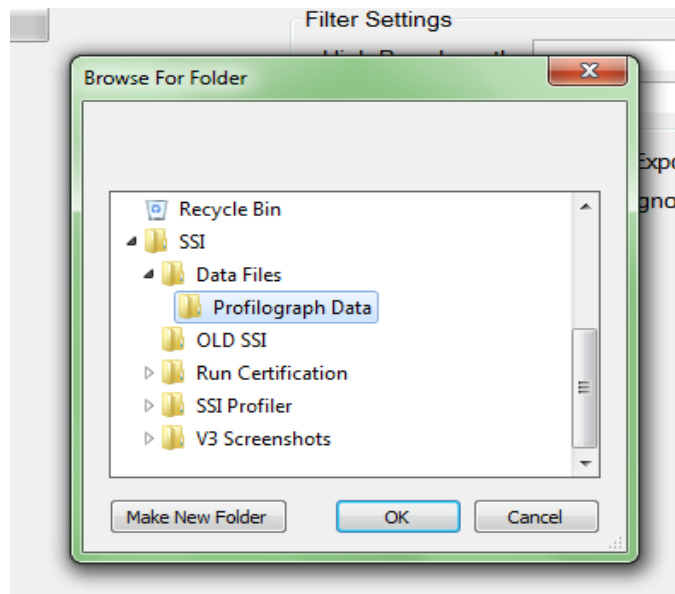 Filter Settings
Browse For Folder
Recycle Bin
SSI
Data Files
Profilograph Data
OLD SSI
Run Certification
SSI Profiler
V3 Screenshots
Make New Folder
OK
Cancel